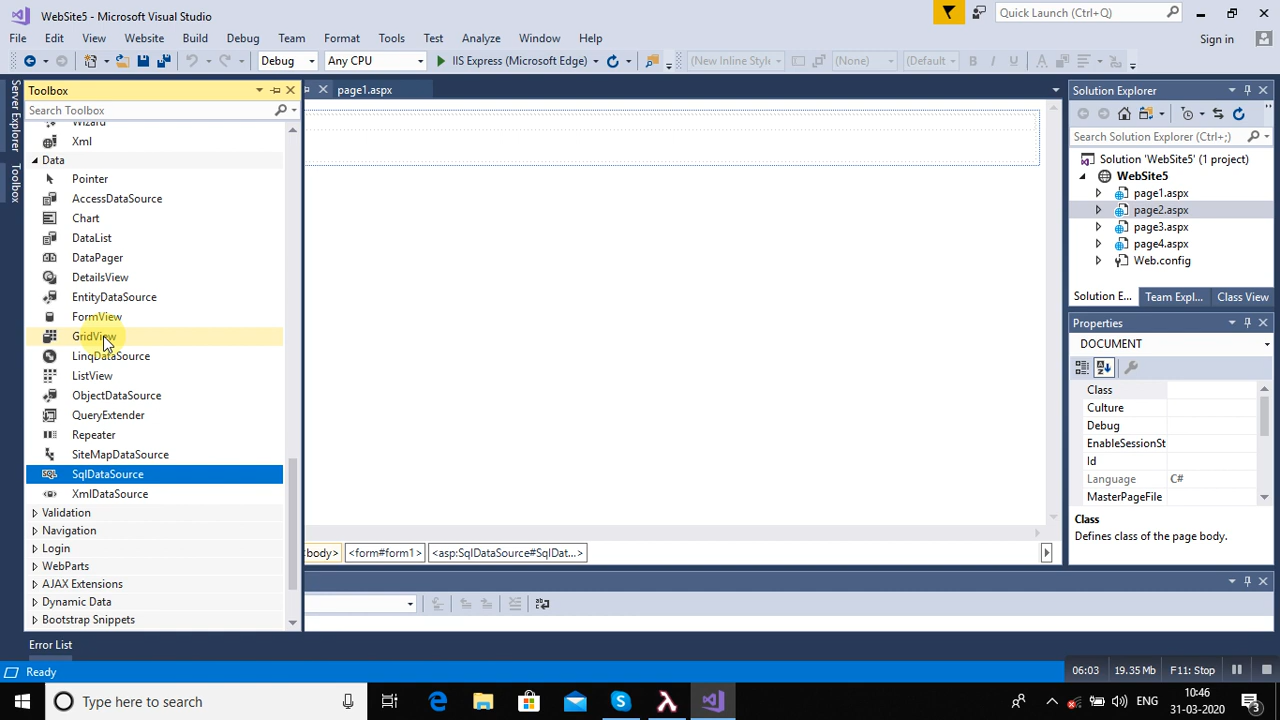 WebSite5 - Microsoft Visual Studio
Quick Launch (Ctrl+Q)
File Edit View Website Build Debug Team Format Tools Test Analyze Window Help
Sign in
Debug Any CPU IIS Express (Microsoft Edge) (New Inline Style) (None) (Default) B I U A
Server Explorer
Toolbox
Toolbox
Search Toolbox
Wizard
Xml
Data
Pointer
AccessDataSource
Chart
DataList
DataPager
DetailsView
EntityDataSource
FormView
GridView
LinqDataSource
ListView
ObjectDataSource
QueryExtender
Repeater
SiteMapDataSource
SQL SqlDataSource
XmlDataSource
Validation
Navigation
Login
WebParts
AJAX Extensions
Dynamic Data
Bootstrap Snippets
page1.aspx
<body> <form#form1> <asp:SqlDataSource#SqlDat...>
Solution Explorer
Search Solution Explorer (Ctrl+;)
Solution 'WebSite5' (1 project)
WebSite5
page1.aspx
page2.aspx
page3.aspx
page4.aspx
Web.config
Solution E... Team Expl... Class View
Properties
DOCUMENT
Class
Culture
Debug
EnableSessionSt
Id
Language C#
MasterPageFile
Class
Defines class of the page body.
Error List
Ready
06:03 19.35 Mb F11: Stop
Type here to search
ENG
10:46
31-03-2020
3